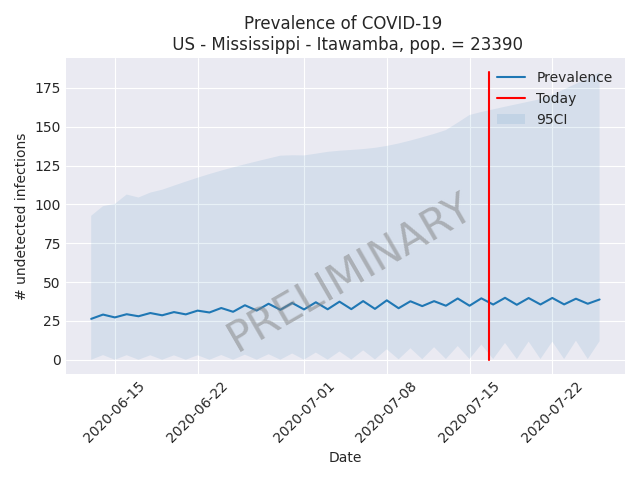 Prevalence of COVID-19
US - Mississippi - Itawamba, pop. = 23390
175
150
125
100
75
50
25
0
# undetected infections
Prevalence
Today
95CI
PRELIMINARY
2020-06-15
2020-06-22
2020-07-01
2020-07-08
2020-07-15
2020-07-22
Date